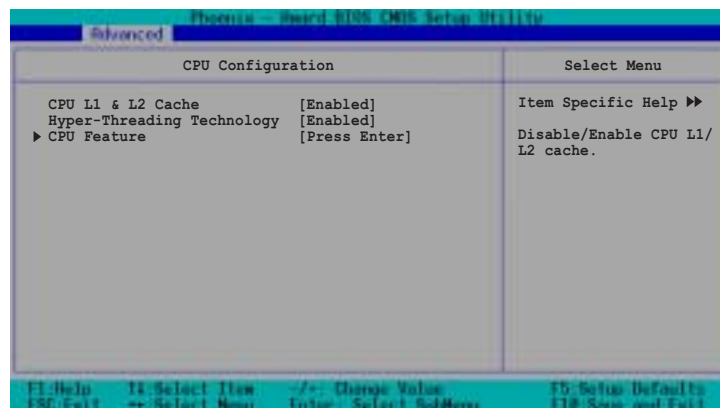 Phoenix - Award BIOS CMOS Setup Utility
Advanced
CPU Configuration
Select Menu
CPU L1 & L2 Cache [Enabled]
Hyper-Threading Technology [Enabled]
▶ CPU Feature [Press Enter]
Item Specific Help ▶▶
Disable/Enable CPU L1/
L2 cache.
F1:Help ↑↓ Select Item -/+: Change Value F5:Setup Defaults
ESC:Exit ↔ Select Menu Enter: Select SubMenu F10 Save and Exit